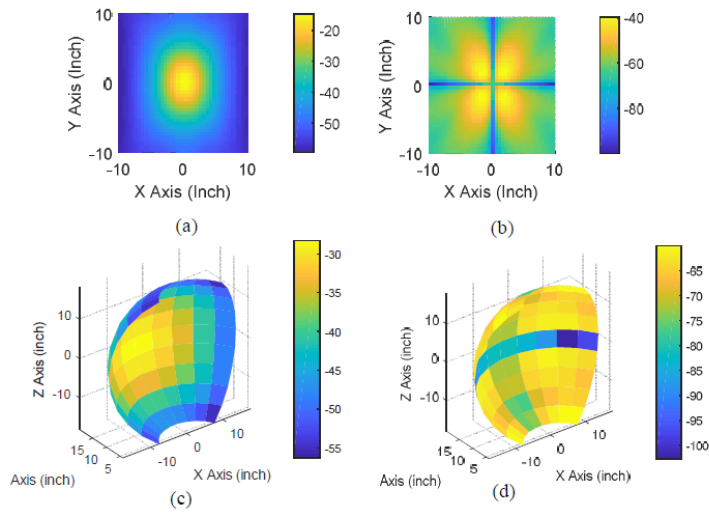 10
0
-10
Y Axis (Inch)
-10 0 10
X Axis (Inch)
-20
-30
-40
-50
(a)
10
0
-10
Y Axis (Inch)
-10 0 10
X Axis (Inch)
-40
-60
-80
(b)
10
0
-10
Z Axis (inch)
15
10
5
Axis (inch)
-10 0 10
X Axis (inch)
-30
-35
-40
-45
-50
-55
(c)
10
0
-10
Z Axis (inch)
15
10
5
Axis (inch)
-10 0 10
X Axis (inch)
-65
-70
-75
-80
-85
-90
-95
-100
(d)